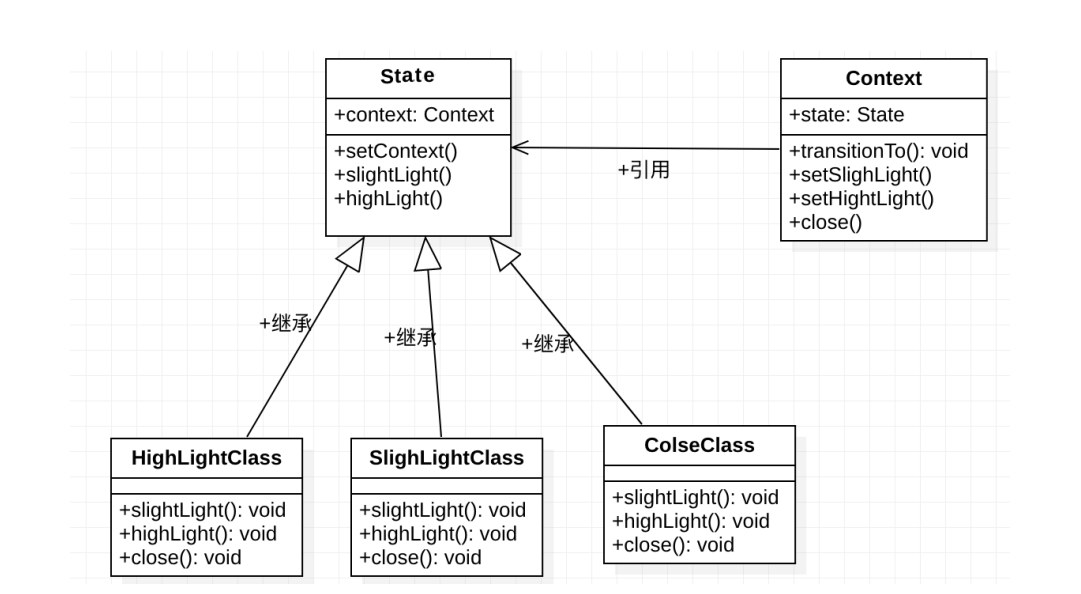 State
+context: Context
+setContext()
+slightLight()
+highLight()
Context
+state: State
+transitionTo(): void
+setSlighLight()
+setHightLight()
+close()
+引用
+继承
+继承
+继承
HighLightClass
+slightLight(): void
+highLight(): void
+close(): void
SlighLightClass
+slightLight(): void
+highLight(): void
+close(): void
ColseClass
+slightLight(): void
+highLight(): void
+close(): void